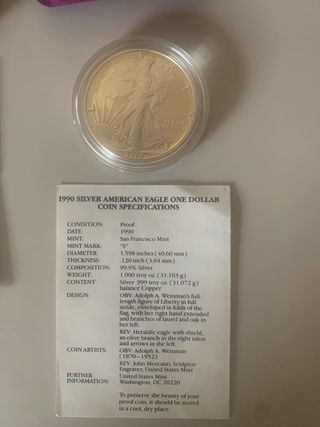 IN GOD WE TRUST
1990
1990 SILVER AMERICAN EAGLE ONE DOLLAR
COIN SPECIFICATIONS
CONDITION: Proof
DATE: 1990
MINT: San Francisco Mint
MINT MARK: "S"
DIAMETER: 1.598 inches (40.60 mm)
THICKNESS: .120 inch (3.04 mm)
COMPOSITION: 99.9% Silver
WEIGHT: 1.000 troy oz. (31.103 g)
CONTENT: Silver .999 troy oz. (31.072 g)
balance Copper
DESIGN: OBV: Adolph A. Weinman's full-
length figure of Liberty in full
stride, enveloped in folds of the
flag, with her right hand extended
and branches of laurel and oak in
her left.
REV: Heraldic eagle with shield,
an olive branch in the right talon
and arrows in the left.
COIN ARTISTS: OBV: Adolph A. Weinman
(1870–1952)
REV: John Mercanti, Sculptor
Engraver, United States Mint
FURTHER United States Mint
INFORMATION: Washington, DC 20220
To preserve the beauty of your
proof coin, it should be stored
in a cool, dry place.